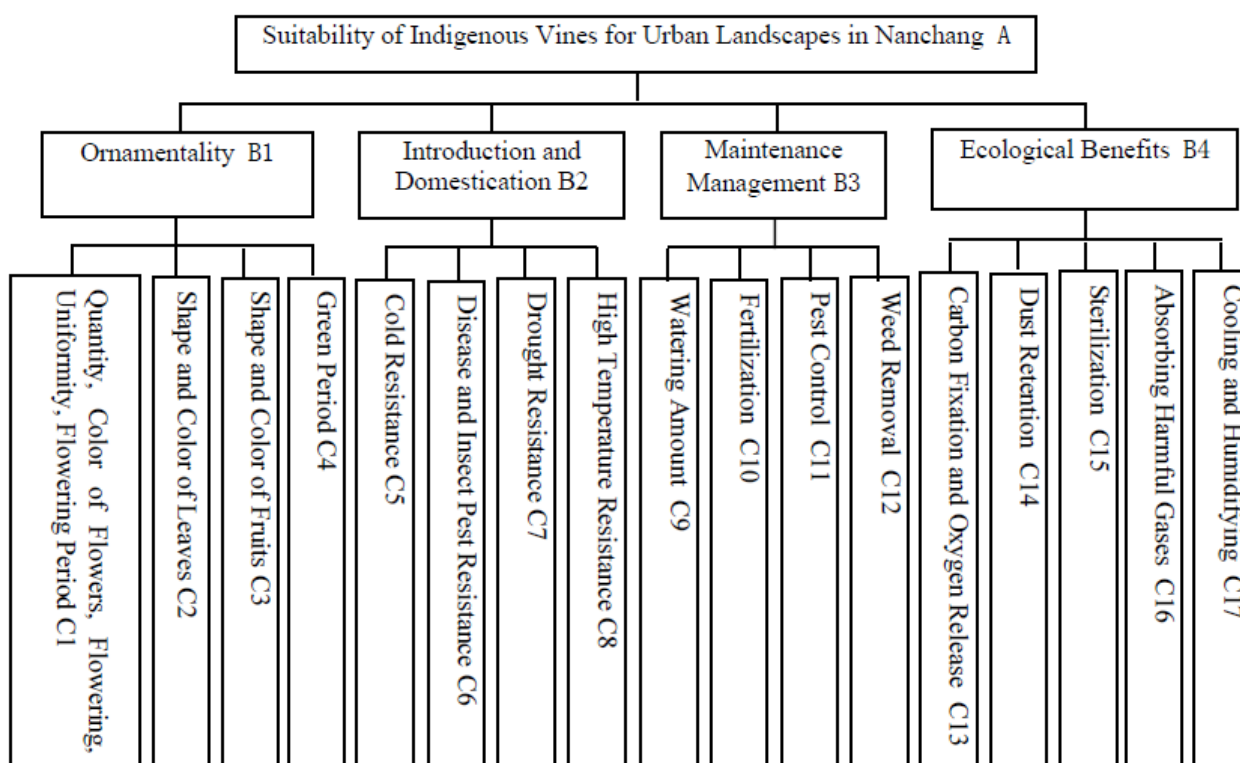 Suitability of Indigenous Vines for Urban Landscapes in Nanchang A
Ornamentality B1
Introduction and
Domestication B2
Maintenance
Management B3
Ecological Benefits B4
Quantity, Color of Flowers, Flowering,
Uniformity, Flowering Period C1
Shape and Color of Leaves C2
Shape and Color of Fruits C3
Green Period C4
Cold Resistance C5
Disease and Insect Pest Resistance C6
Drought Resistance C7
High Temperature Resistance C8
Watering Amount C9
Fertilization C10
Pest Control C11
Weed Removal C12
Carbon Fixation and Oxygen Release C13
Dust Retention C14
Sterilization C15
Absorbing Harmful Gases C16
Cooling and Humidifying C17